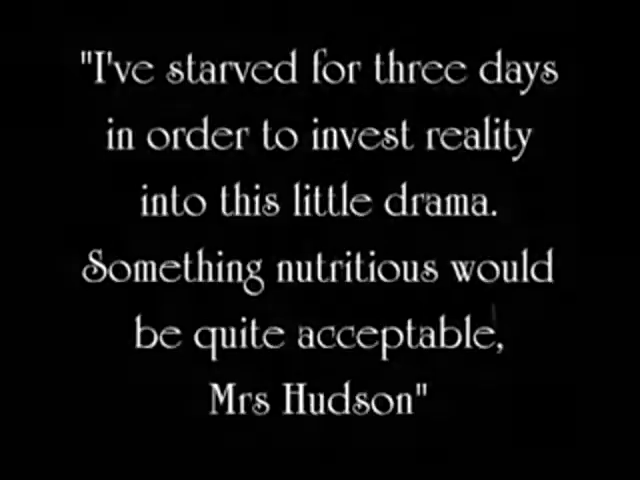 "I've starved for three days
in order to invest reality
into this little drama.
Something nutritious would
be quite acceptable,
Mrs Hudson"